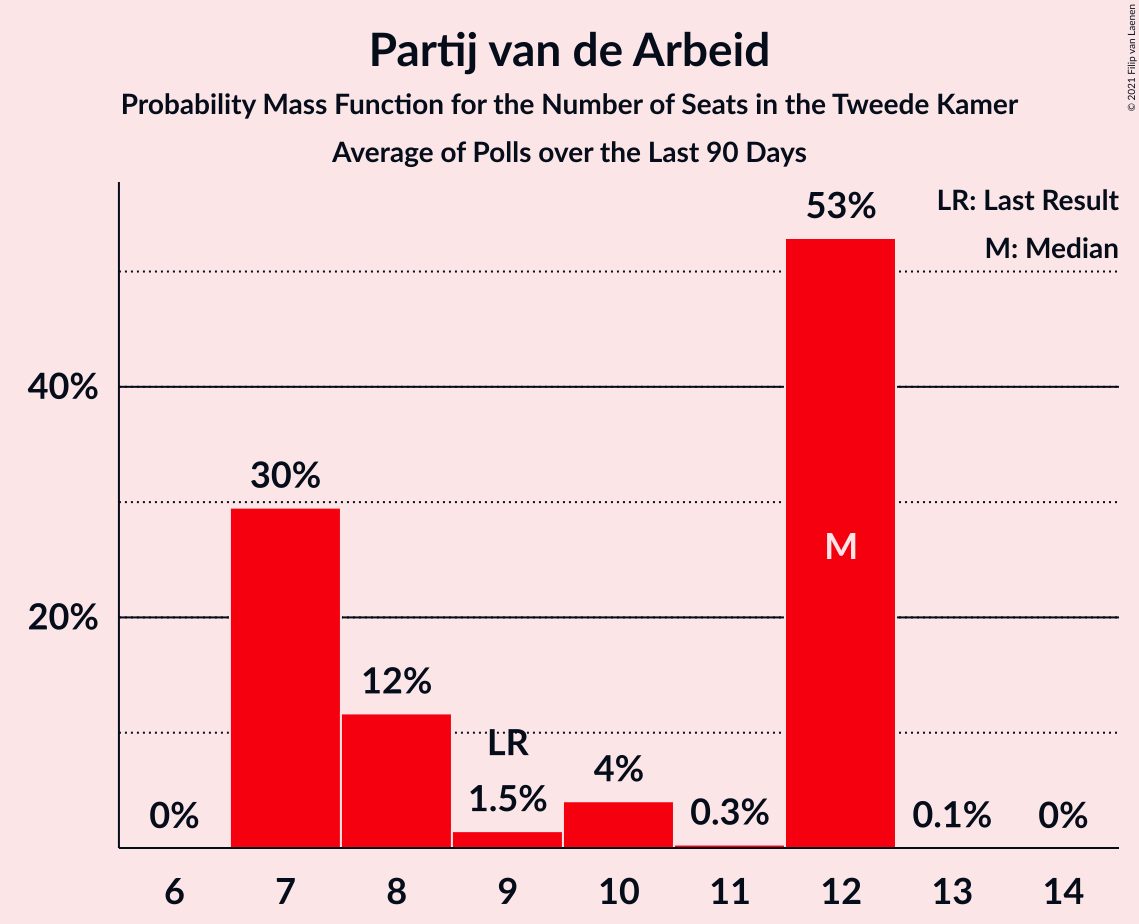 Partij van de Arbeid
Probability Mass Function for the Number of Seats in the Tweede Kamer
Average of Polls over the Last 90 Days
© 2021 Filip van Laenen
LR: Last Result
M: Median
53%
40%
30%
M
20%
12%
LR
4%
0%
1.5%
0.3%
0.1%
0%
6 7 8 9 10 11 12 13 14